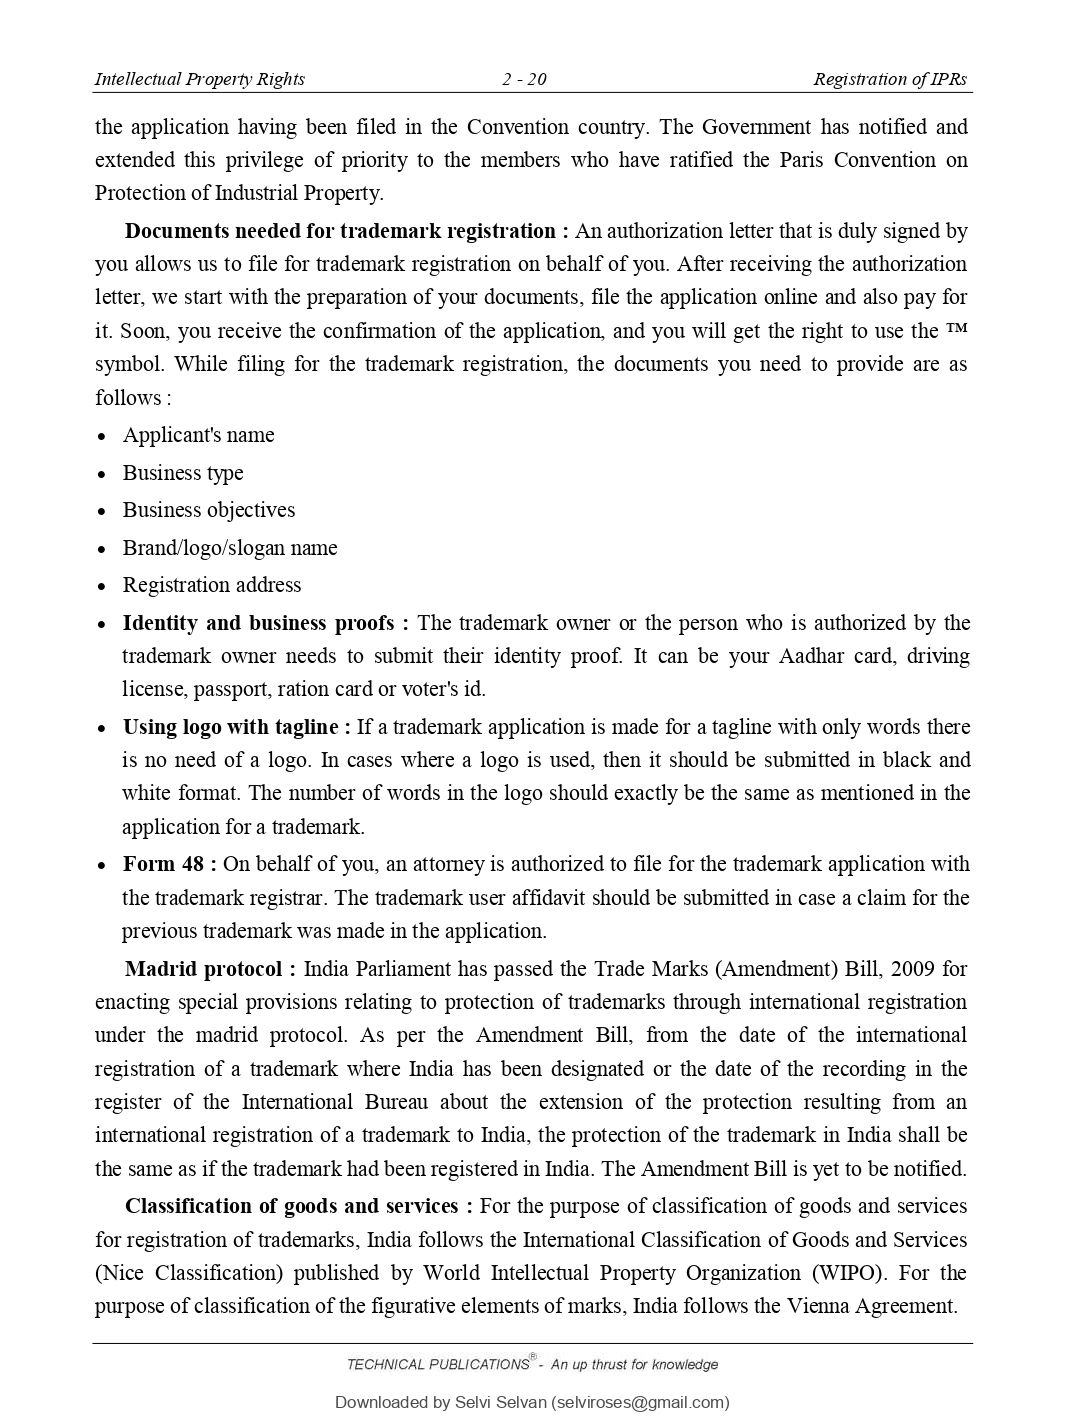 Intellectual Property Rights 2 - 20 Registration of IPRs
the application having been filed in the Convention country. The Government has notified and
extended this privilege of priority to the members who have ratified the Paris Convention on
Protection of Industrial Property.
Documents needed for trademark registration : An authorization letter that is duly signed by
you allows us to file for trademark registration on behalf of you. After receiving the authorization
letter, we start with the preparation of your documents, file the application online and also pay for
it. Soon, you receive the confirmation of the application, and you will get the right to use the ™
symbol. While filing for the trademark registration, the documents you need to provide are as
follows :
• Applicant's name
• Business type
• Business objectives
• Brand/logo/slogan name
• Registration address
• Identity and business proofs : The trademark owner or the person who is authorized by the
trademark owner needs to submit their identity proof. It can be your Aadhar card, driving
license, passport, ration card or voter's id.
• Using logo with tagline : If a trademark application is made for a tagline with only words there
is no need of a logo. In cases where a logo is used, then it should be submitted in black and
white format. The number of words in the logo should exactly be the same as mentioned in the
application for a trademark.
• Form 48 : On behalf of you, an attorney is authorized to file for the trademark application with
the trademark registrar. The trademark user affidavit should be submitted in case a claim for the
previous trademark was made in the application.
Madrid protocol : India Parliament has passed the Trade Marks (Amendment) Bill, 2009 for
enacting special provisions relating to protection of trademarks through international registration
under the madrid protocol. As per the Amendment Bill, from the date of the international
registration of a trademark where India has been designated or the date of the recording in the
register of the International Bureau about the extension of the protection resulting from an
international registration of a trademark to India, the protection of the trademark in India shall be
the same as if the trademark had been registered in India. The Amendment Bill is yet to be notified.
Classification of goods and services : For the purpose of classification of goods and services
for registration of trademarks, India follows the International Classification of Goods and Services
(Nice Classification) published by World Intellectual Property Organization (WIPO). For the
purpose of classification of the figurative elements of marks, India follows the Vienna Agreement.
TECHNICAL PUBLICATIONS® - An up thrust for knowledge
Downloaded by Selvi Selvan (selviroses@gmail.com)